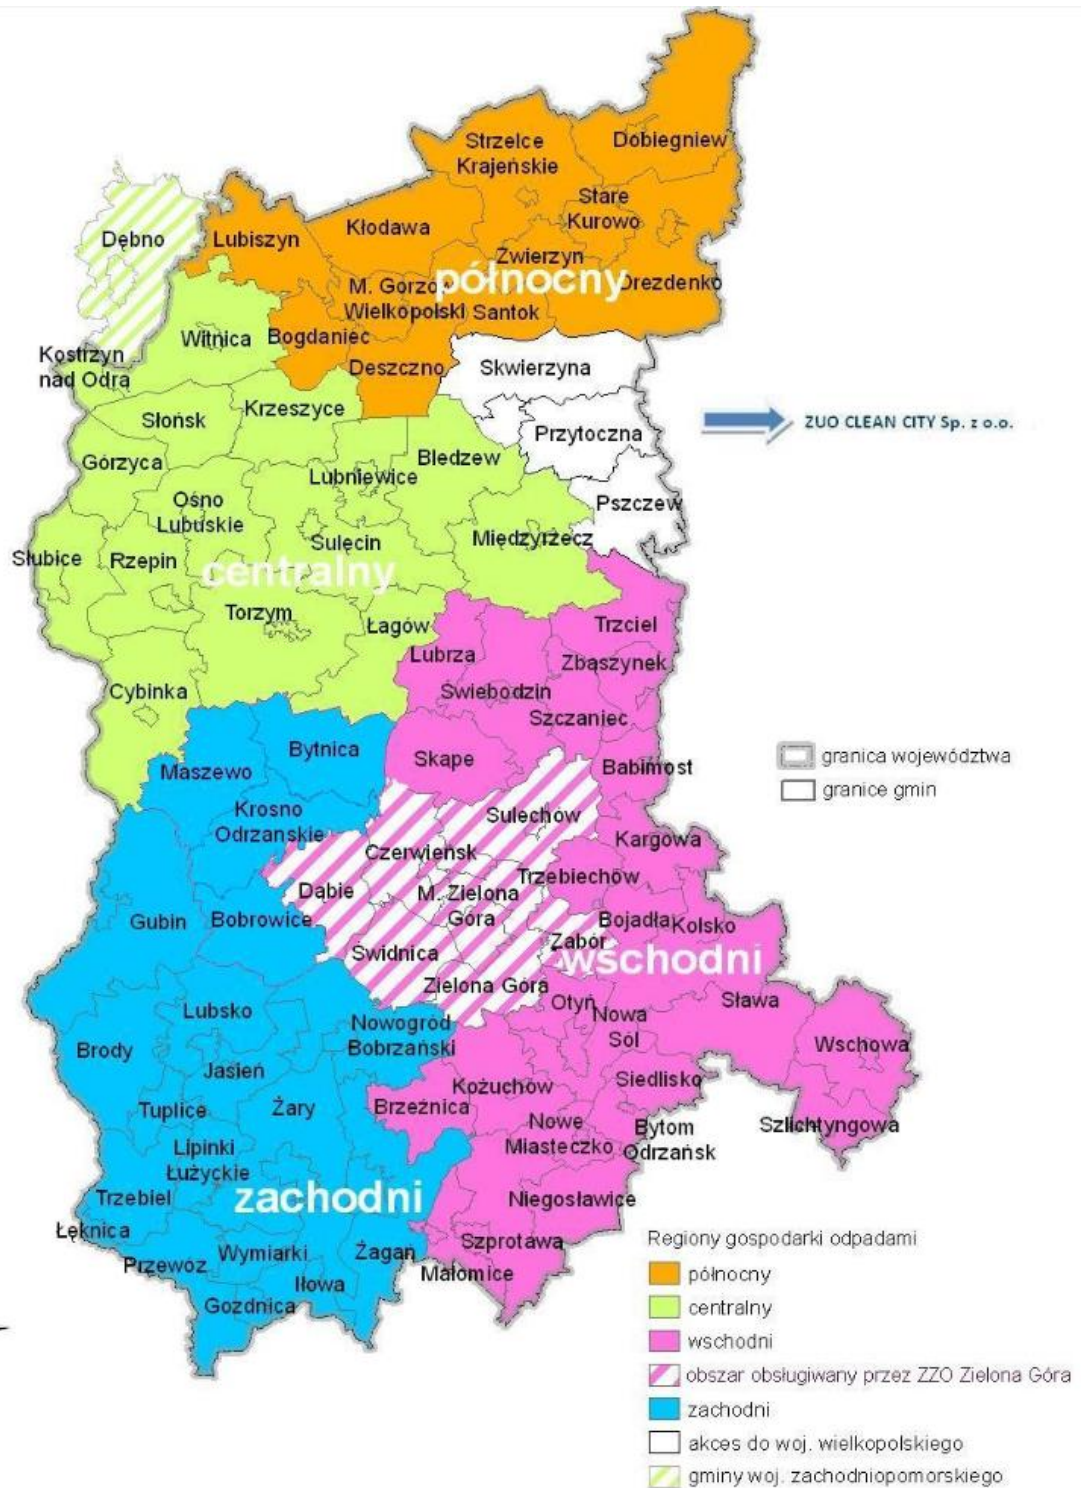 Dobiegniew
Strzelce
Krajeńskie
Stare
Kurowo
Dębno
Lubiszyn
Kłodawa
Zwierzyn
północny
Drezdenko
M. Gorzów
Wielkopolski
Santok
Witnica
Bogdaniec
Kostrzyn
nad Odrą
Deszczno
Skwierzyna
Słońsk
Krzeszyce
Przytoczna
ZUO CLEAN CITY Sp. z o.o.
Górzyca
Bledzew
Lubniewice
Ośno
Lubuskie
Pszczew
Słubice
Rzepin
Sulecin
Miedzyrzecz
centralny
Torzym
Łagów
Trzciel
Lubrza
Zbąszynek
Cybinka
Świebodzin
Szczaniec
Bytnica
Skape
Babimost
granica województwa
Maszewo
granice gmin
Krosno
Odrzanskie
Sulechów
Kargowa
Czerwieńsk
Trzebiechów
Dąbie
M. Zielona
Góra
Gubin
Bobrowice
Bojadła
Kolsko
Zabór
Świdnica
wschodni
Zielona Góra
Sława
Lubsko
Otyń
Nowa
Sól
Nowogród
Bobrzański
Brody
Wschowa
Jasień
Kożuchów
Siedlisko
Tuplice
Żary
Brzeźnica
Nowe
Miasteczko
Bytom
Odrzańsk
Szlichtyngowa
Lipinki
Łużyckie
Trzebiel
zachodni
Niegosławice
Łęknica
Szprotawa
Przewóz
Wymiarki
Żagań
Małomice
Iłowa
Gozdnica
Regiony gospodarki odpadami
północny
centralny
wschodni
obszar obsługiwany przez ZZO Zielona Góra
zachodni
akces do woj. wielkopolskiego
gminy woj. zachodniopomorskiego